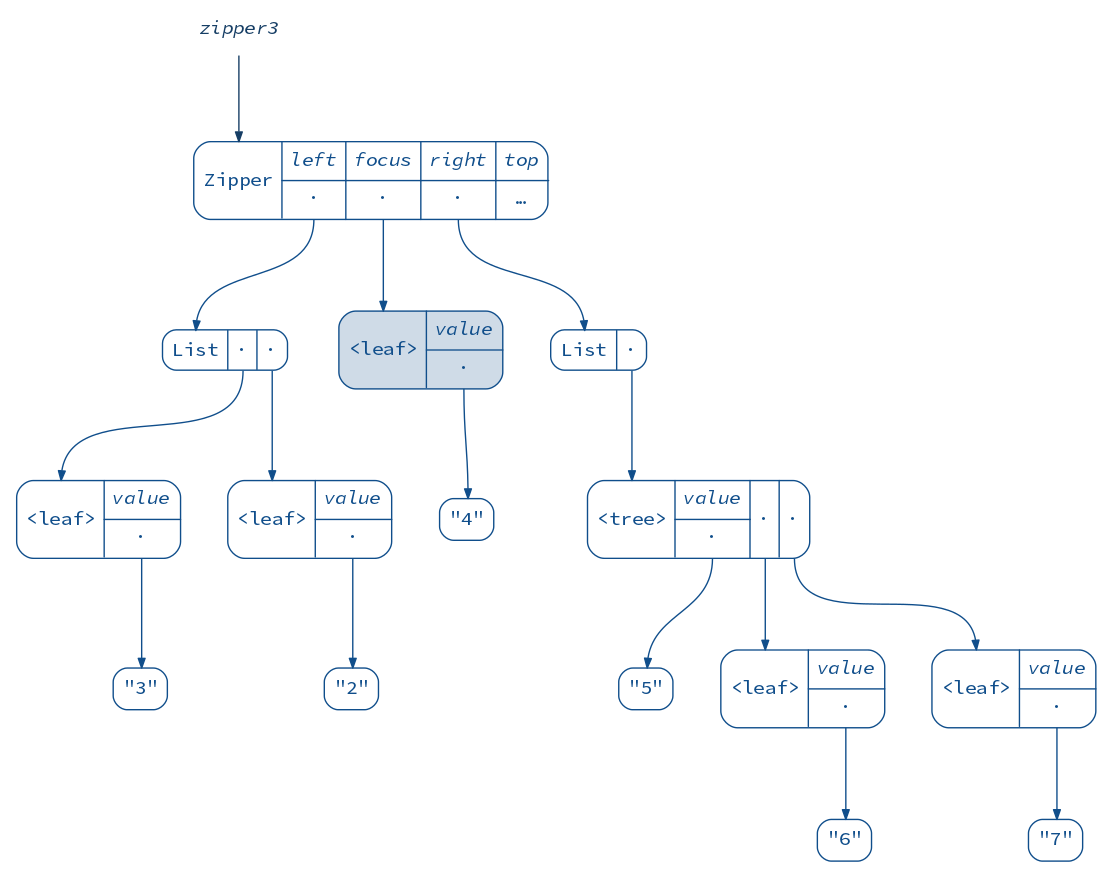 zipper3
left focus right top
Zipper
· · · …
value
List · · <leaf> List ·
·
value value value
<leaf> <leaf> "4" <tree> · ·
· · ·
value value
"3" "2" "5" <leaf> <leaf>
· ·
"6" "7"